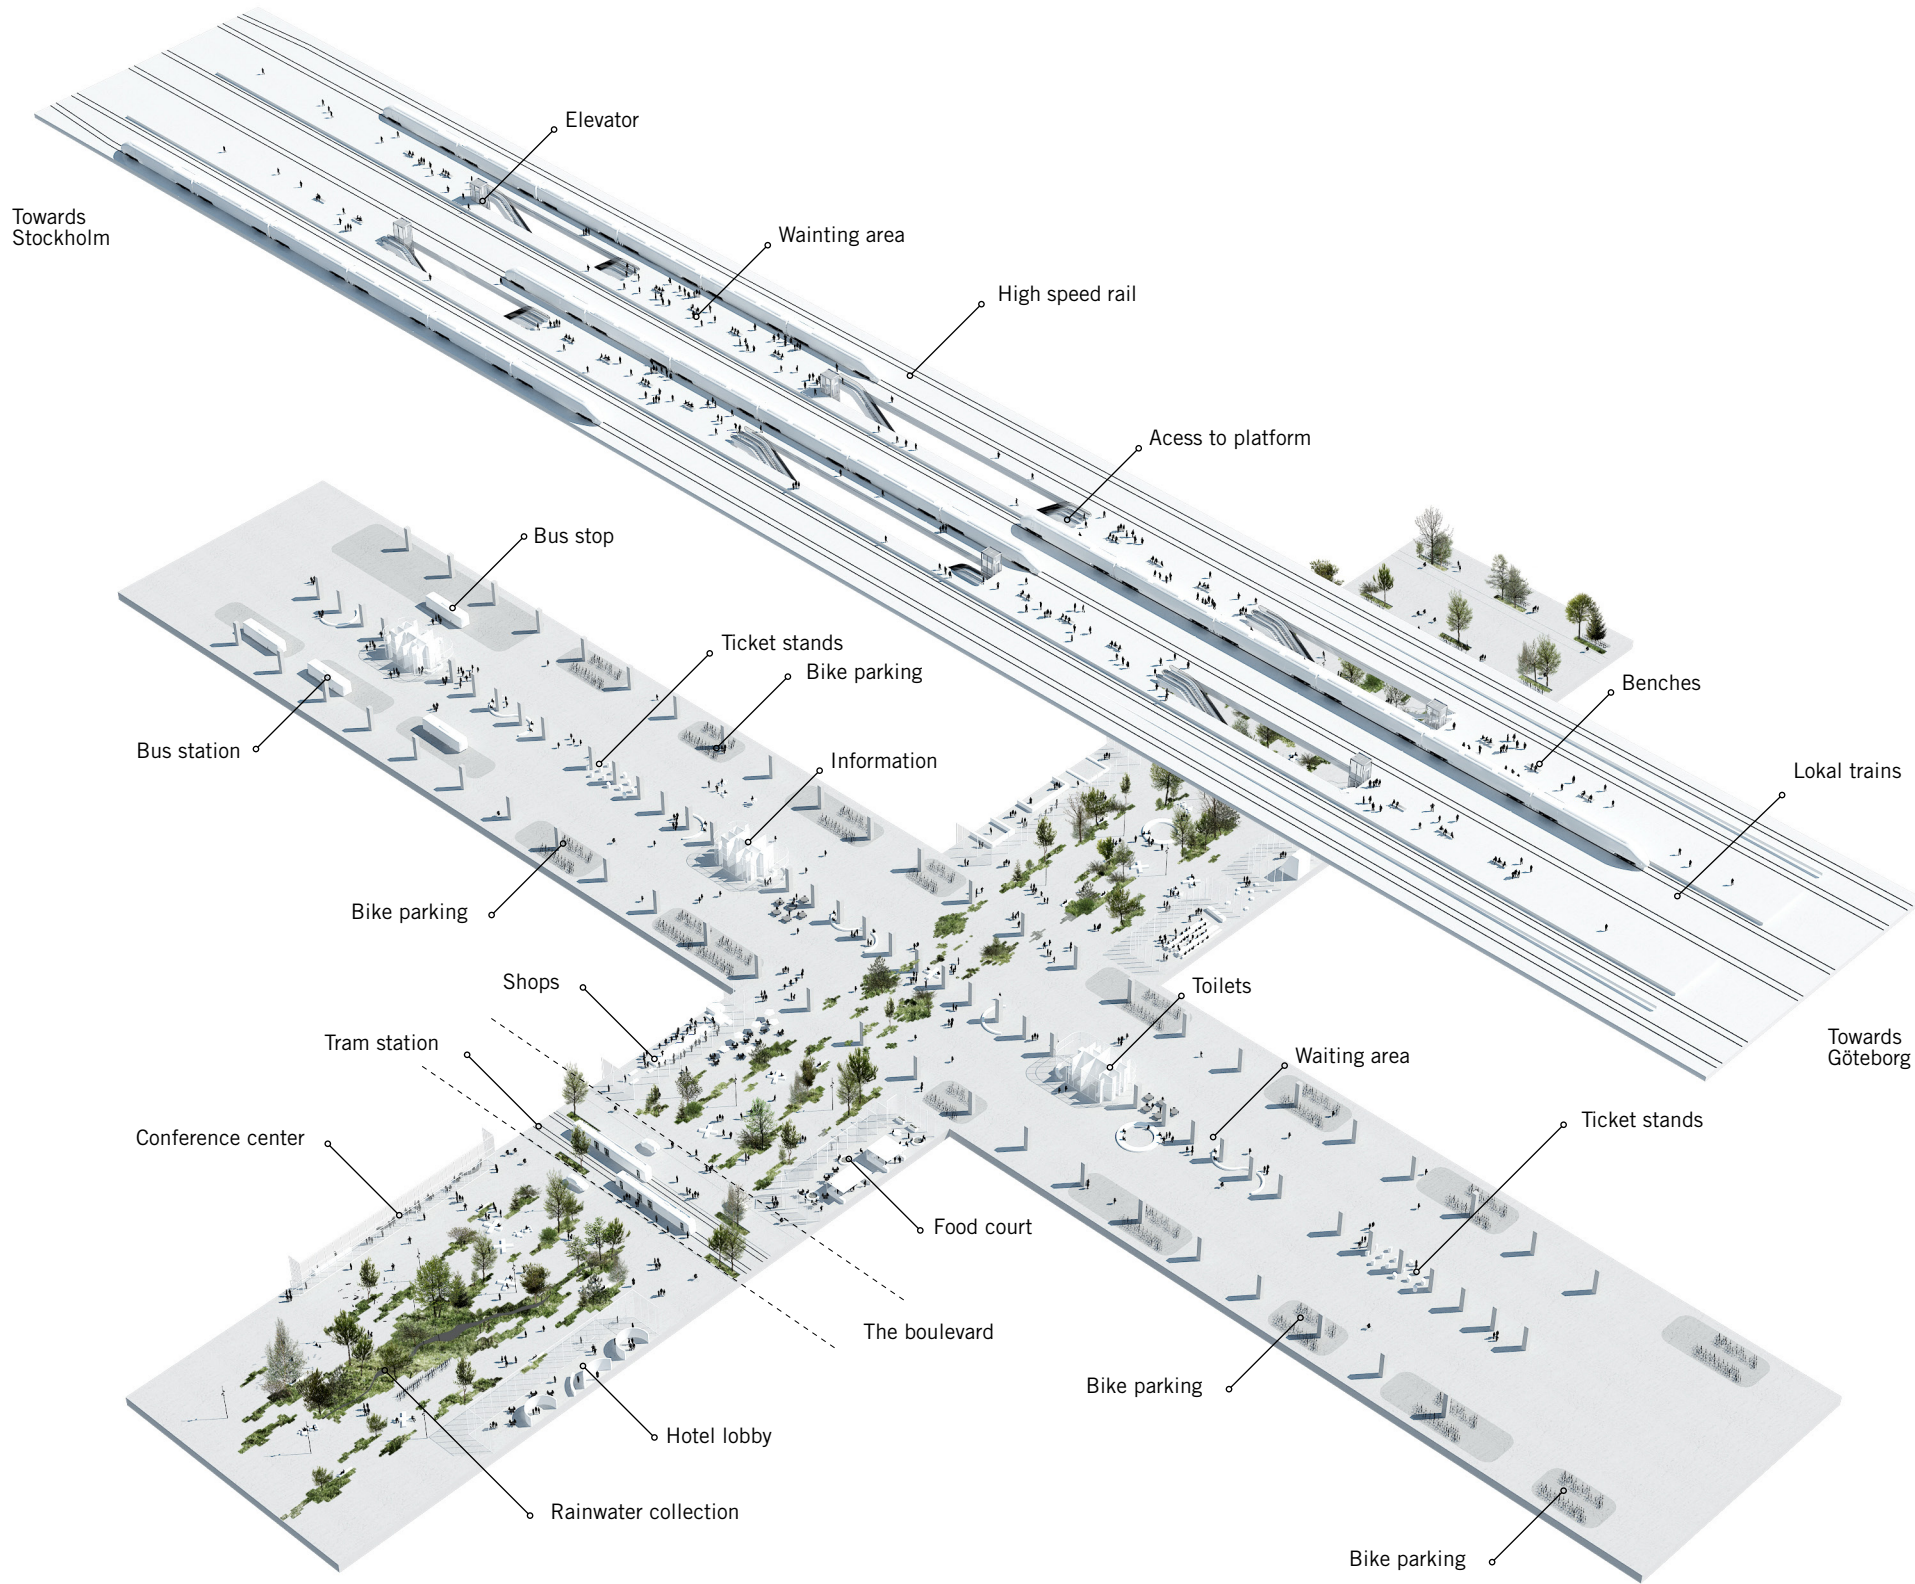 Elevator
Towards
Stockholm
Wainting area
High speed rail
Acess to platform
Bus stop
Ticket stands
Bike parking
Benches
Bus station
Information
Lokal trains
Bike parking
Shops
Toilets
Tram station
Towards
Göteborg
Waiting area
Conference center
Ticket stands
Food court
The boulevard
Bike parking
Hotel lobby
Rainwater collection
Bike parking